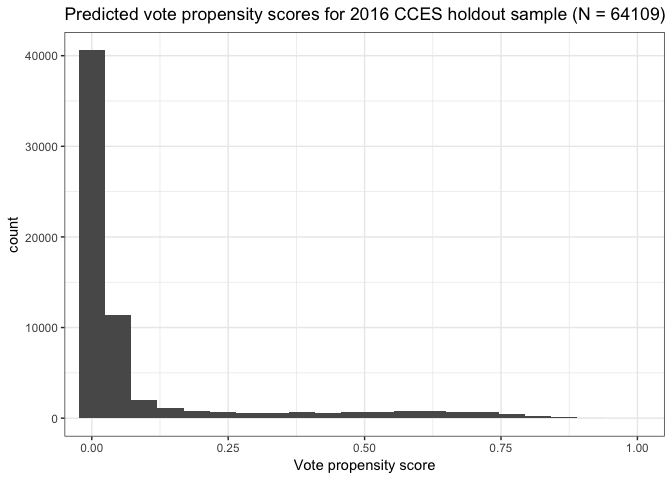 Predicted vote propensity scores for 2016 CCES holdout sample (N = 64109)
40000
30000
20000
10000
0
count
0.00 0.25 0.50 0.75 1.00
Vote propensity score